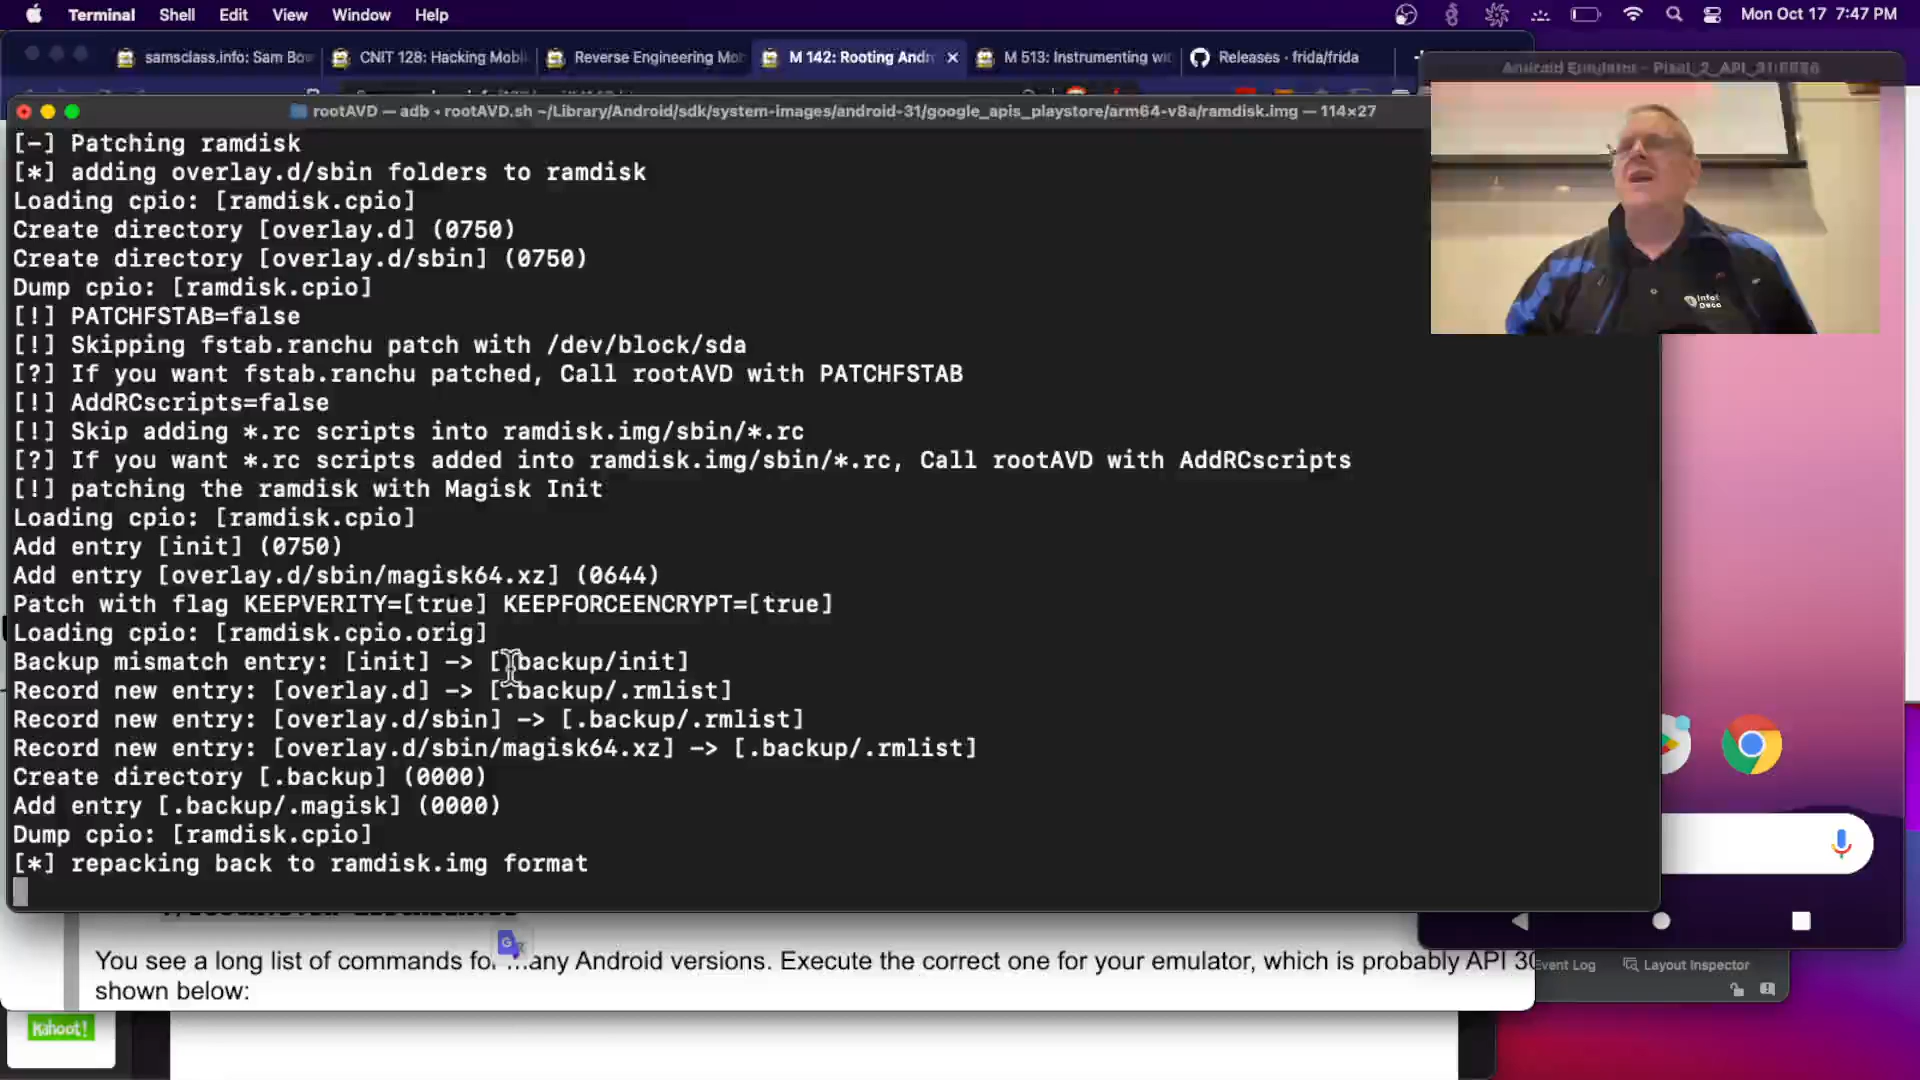 Terminal Shell Edit View Window Help
Mon Oct 17 7:47 PM
samsclass.info: Sam Bow
CNIT 128: Hacking Mobil
Reverse Engineering Mo
M 142: Rooting Andr
M 513: Instrumenting wi
Releases · frida/frida
Android Emulator - Pixel_2_API_31:5556
rootAVD — adb • rootAVD.sh ~/Library/Android/sdk/system-images/android-31/google_apis_playstore/arm64-v8a/ramdisk.img — 114×27
[-] Patching ramdisk
[*] adding overlay.d/sbin folders to ramdisk
Loading cpio: [ramdisk.cpio]
Create directory [overlay.d] (0750)
Create directory [overlay.d/sbin] (0750)
Dump cpio: [ramdisk.cpio]
[!] PATCHFSTAB=false
[!] Skipping fstab.ranchu patch with /dev/block/sda
[?] If you want fstab.ranchu patched, Call rootAVD with PATCHFSTAB
[!] AddRCscripts=false
[!] Skip adding *.rc scripts into ramdisk.img/sbin/*.rc
[?] If you want *.rc scripts added into ramdisk.img/sbin/*.rc, Call rootAVD with AddRCscripts
[!] patching the ramdisk with Magisk Init
Loading cpio: [ramdisk.cpio]
Add entry [init] (0750)
Add entry [overlay.d/sbin/magisk64.xz] (0644)
Patch with flag KEEPVERITY=[true] KEEPFORCEENCRYPT=[true]
Loading cpio: [ramdisk.cpio.orig]
Backup mismatch entry: [init] -> [.backup/init]
Record new entry: [overlay.d] -> [.backup/.rmlist]
Record new entry: [overlay.d/sbin] -> [.backup/.rmlist]
Record new entry: [overlay.d/sbin/magisk64.xz] -> [.backup/.rmlist]
Create directory [.backup] (0000)
Add entry [.backup/.magisk] (0000)
Dump cpio: [ramdisk.cpio]
[*] repacking back to ramdisk.img format
You see a long list of commands for many Android versions. Execute the correct one for your emulator, which is probably API 30
shown below:
Event Log Layout Inspector
Kahoot!